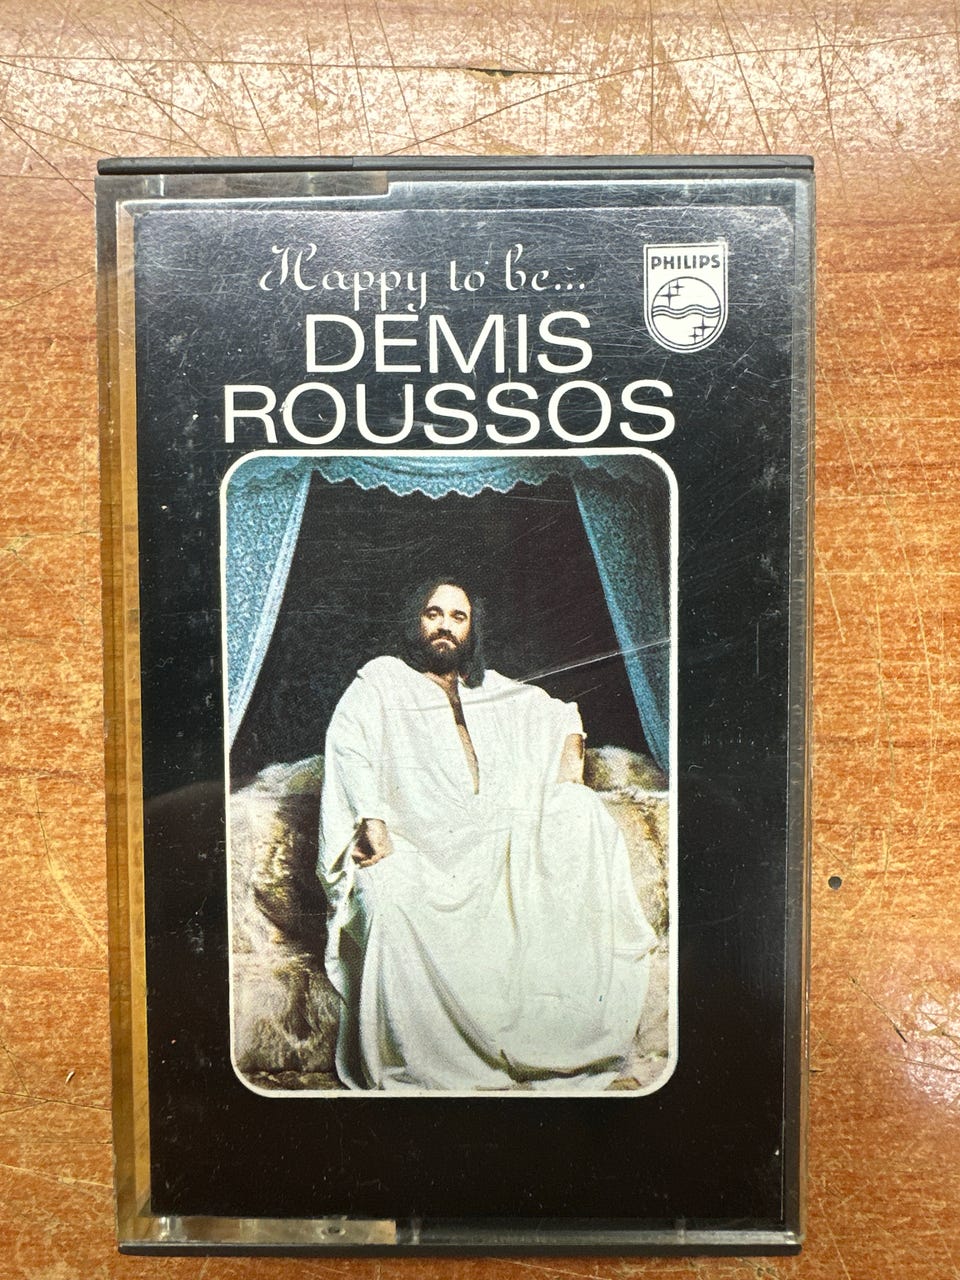 Happy to be...
DEMIS
ROUSSOS
PHILIPS